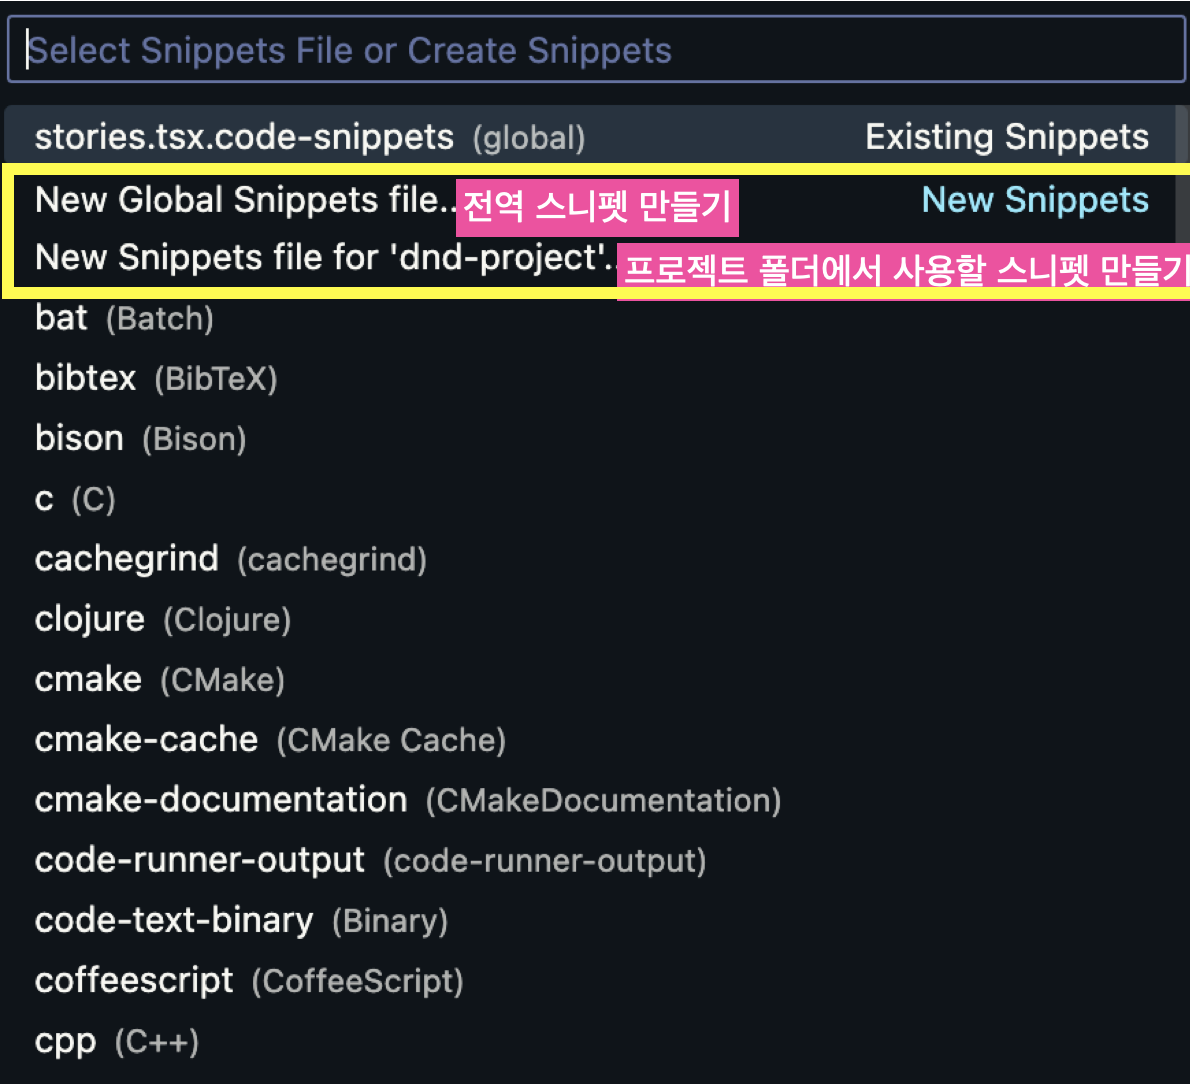 Select Snippets File or Create Snippets
stories.tsx.code-snippets (global) Existing Snippets
New Global Snippets file.. 전역 스니펫 만들기 New Snippets
New Snippets file for 'dnd-project'.. 프로젝트 폴더에서 사용할 스니펫 만들기
bat (Batch)
bibtex (BibTeX)
bison (Bison)
c (C)
cachegrind (cachegrind)
clojure (Clojure)
cmake (CMake)
cmake-cache (CMake Cache)
cmake-documentation (CMakeDocumentation)
code-runner-output (code-runner-output)
code-text-binary (Binary)
coffeescript (CoffeeScript)
cpp (C++)